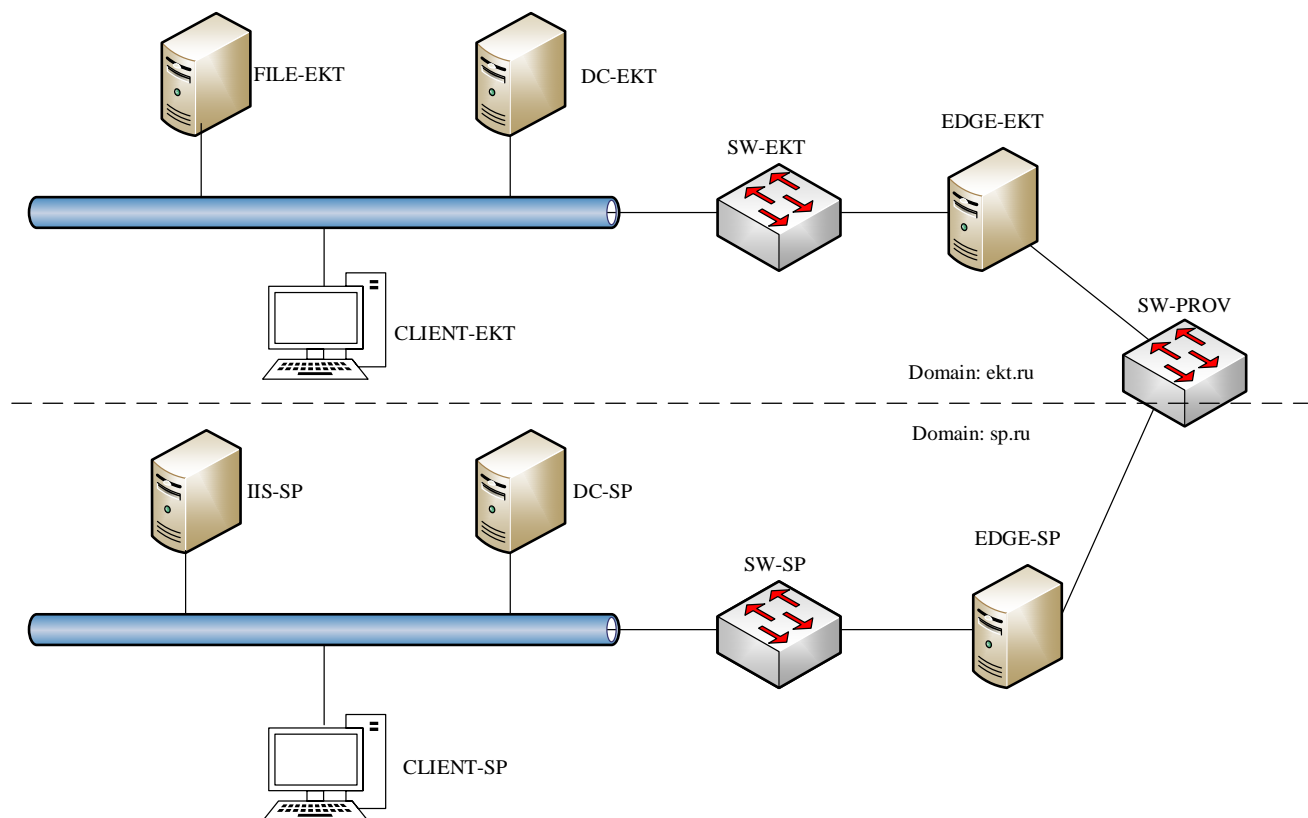 FILE-EKT
DC-EKT
EDGE-EKT
SW-EKT
SW-PROV
CLIENT-EKT
Domain: ekt.ru
Domain: sp.ru
IIS-SP
DC-SP
EDGE-SP
SW-SP
CLIENT-SP